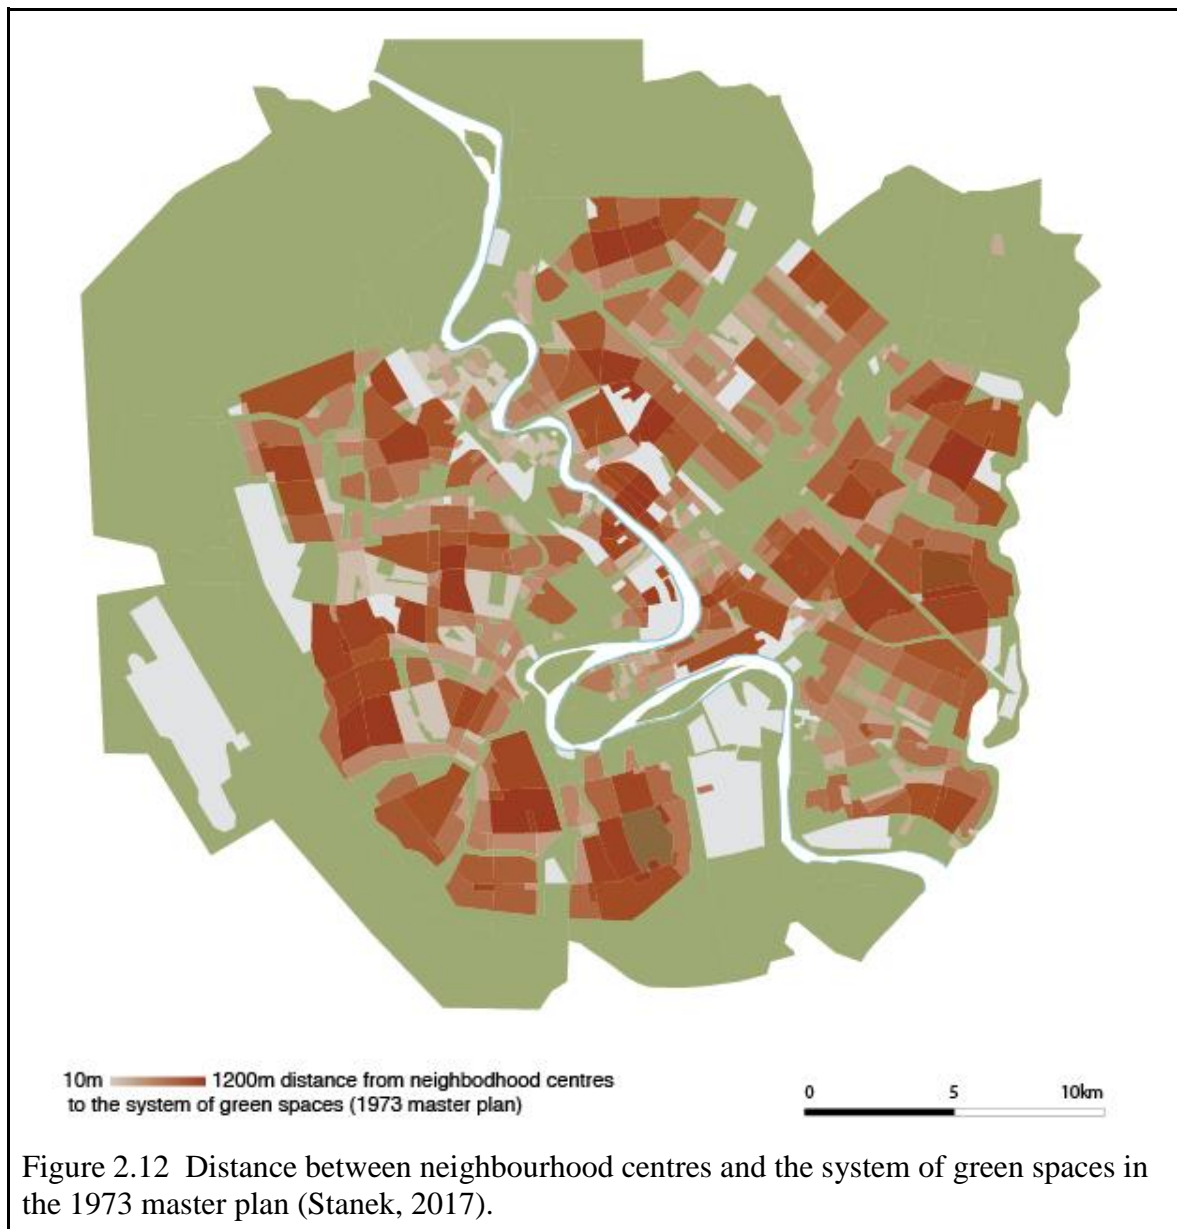 10m 1200m distance from neighbodhood centres
to the system of green spaces (1973 master plan)
0 5 10km
Figure 2.12 Distance between neighbourhood centres and the system of green spaces in
the 1973 master plan (Stanek, 2017).